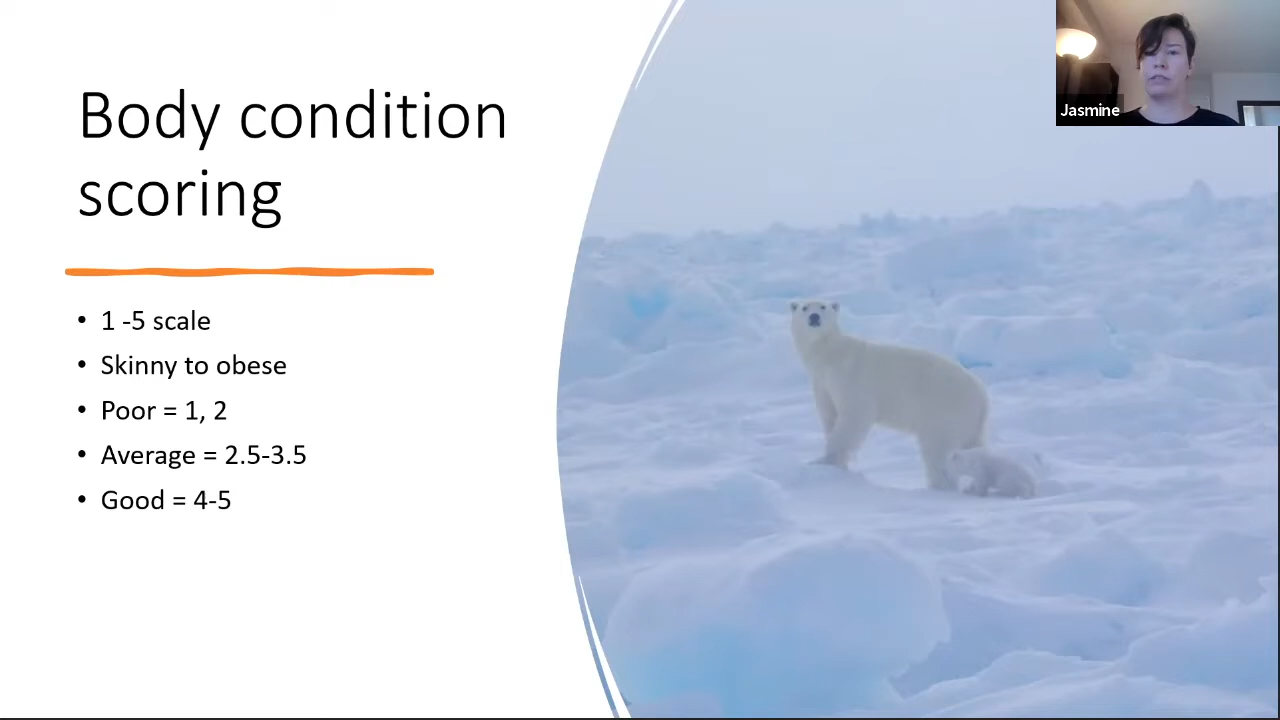 Body condition
scoring
• 1 -5 scale
• Skinny to obese
• Poor = 1, 2
• Average = 2.5-3.5
• Good = 4-5
Jasmine